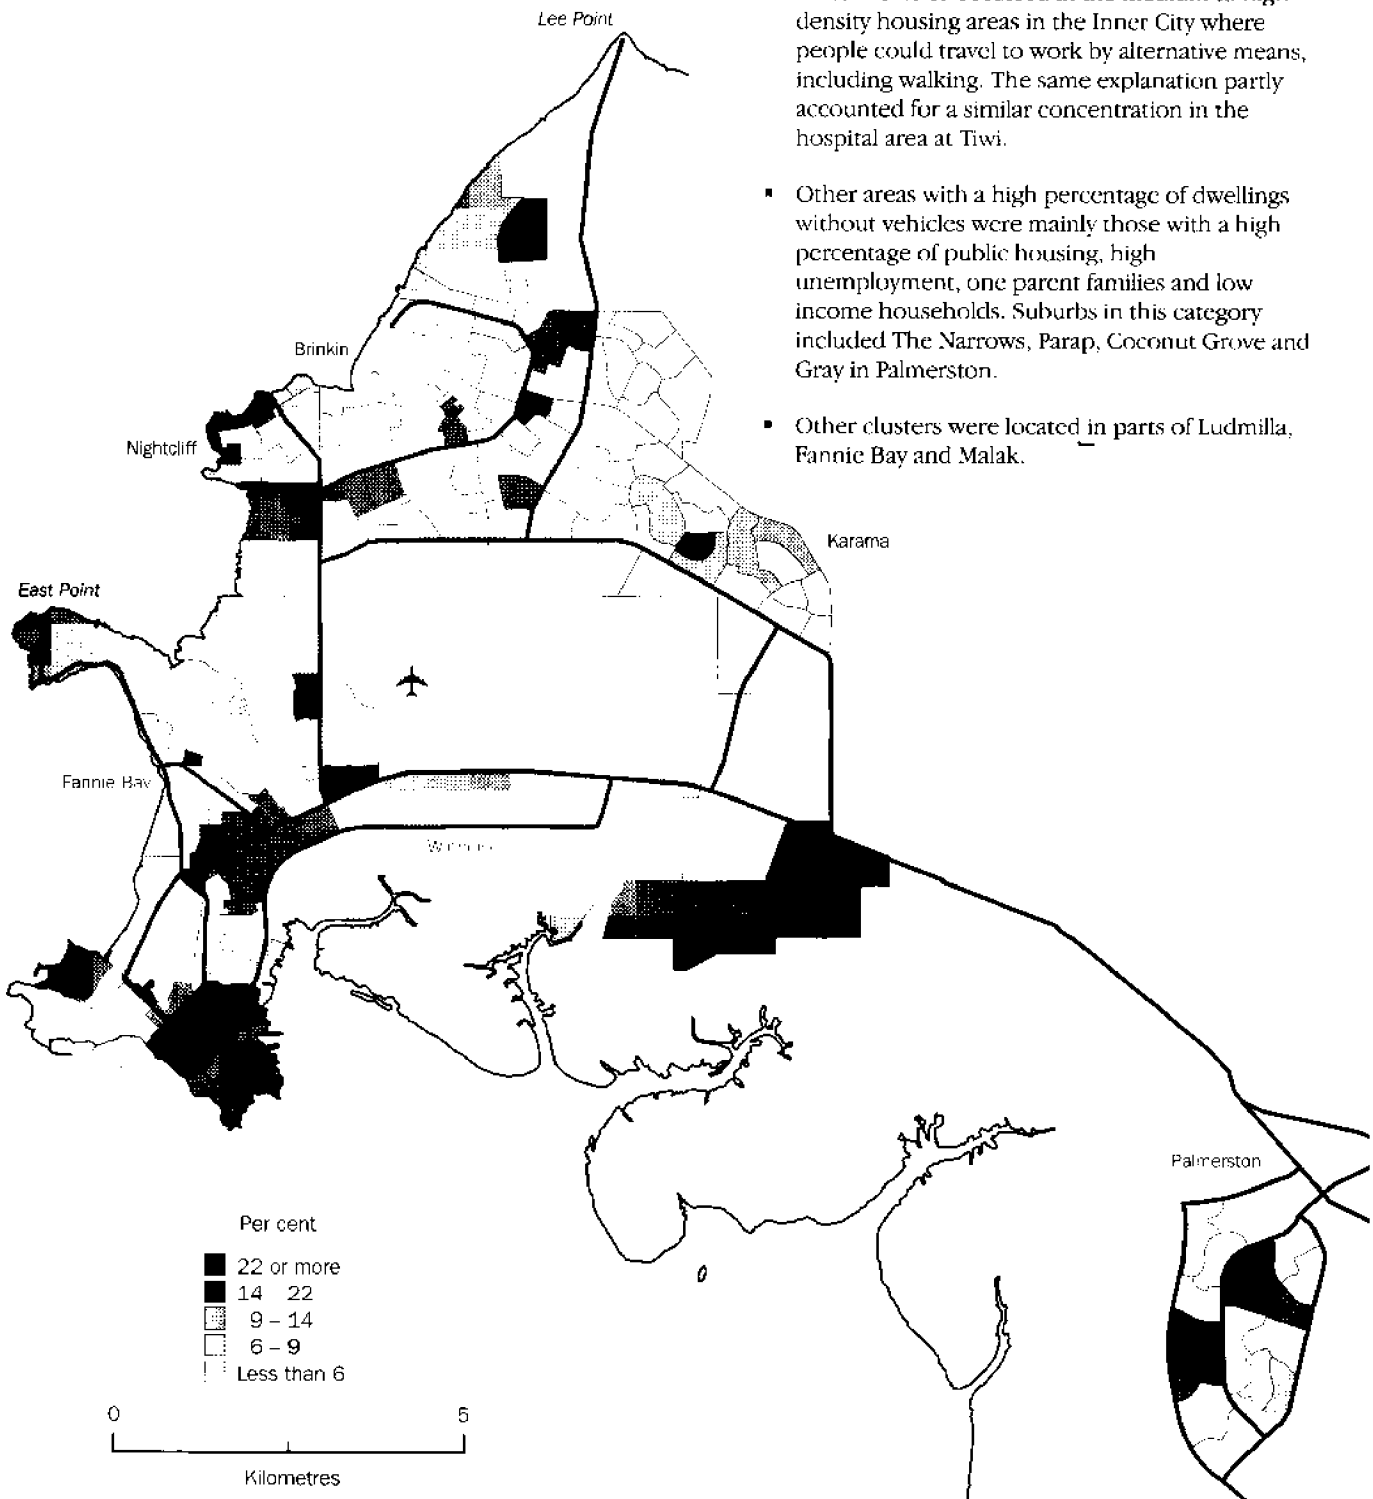 Lee Point
density housing areas in the Inner City where
people could travel to work by alternative means,
including walking. The same explanation partly
accounted for a similar concentration in the
hospital area at Tiwi.
▪ Other areas with a high percentage of dwellings
without vehicles were mainly those with a high
percentage of public housing, high
unemployment, one parent families and low
income households. Suburbs in this category
included The Narrows, Parap, Coconut Grove and
Gray in Palmerston.
▪ Other clusters were located in parts of Ludmilla,
Fannie Bay and Malak.
Brinkin
Nightcliff
Karama
East Point
Fannie Bay
Palmerston
Per cent
22 or more
14 22
9 – 14
6 – 9
Less than 6
0 5
Kilometres